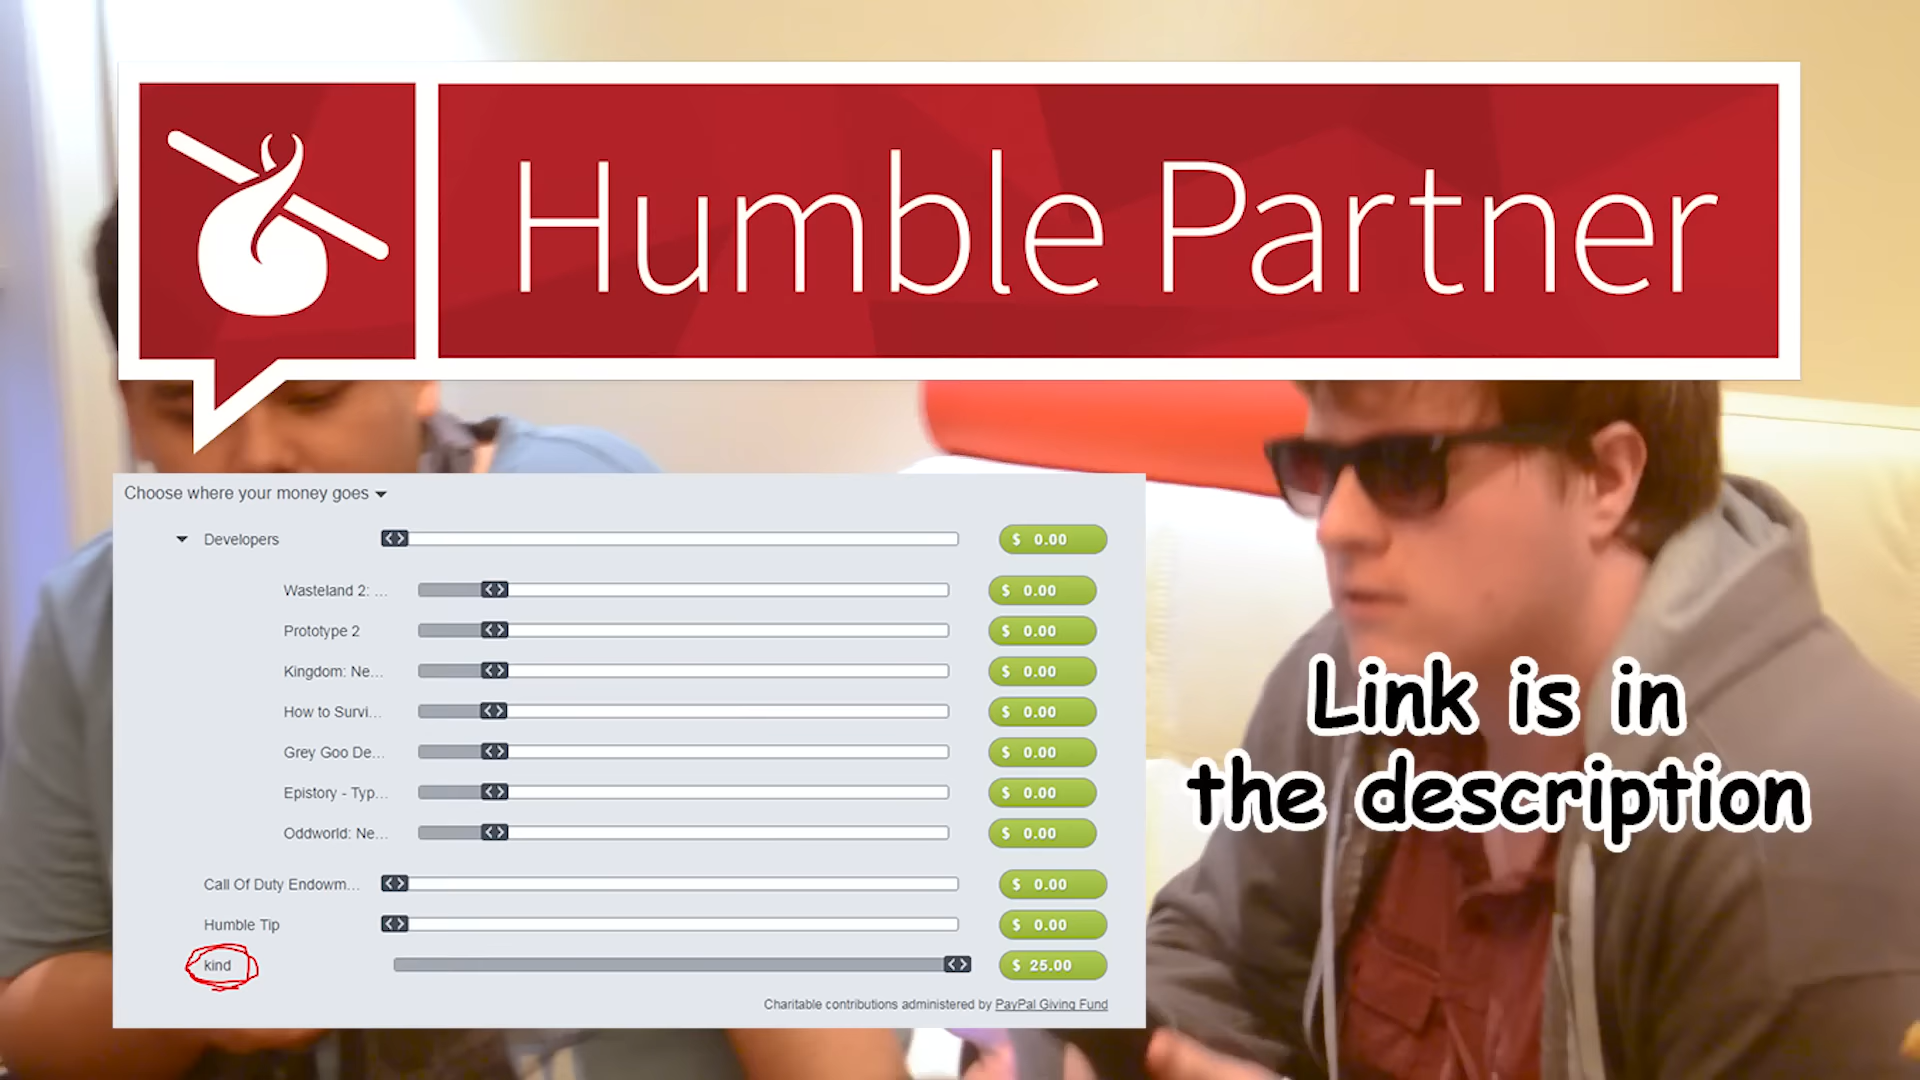 Humble Partner
Choose where your money goes
Developers $ 0.00
Wasteland 2: ... $ 0.00
Prototype 2 $ 0.00
Kingdom: Ne... $ 0.00
How to Survi... $ 0.00
Grey Goo De... $ 0.00
Epistory - Typ... $ 0.00
Oddworld: Ne... $ 0.00
Call Of Duty Endowm... $ 0.00
Humble Tip $ 0.00
kind $ 25.00
Charitable contributions administered by PayPal Giving Fund
Link is in
the description